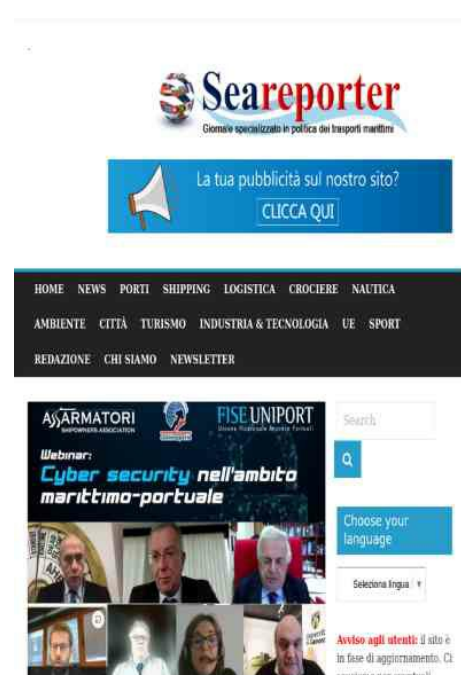 Seareporter
Giornale specializzato in politica dei trasporti marittimi
La tua pubblicità sul nostro sito?
CLICCA QUI
HOME NEWS PORTI SHIPPING LOGISTICA CROCIERE NAUTICA
AMBIENTE CITTÀ TURISMO INDUSTRIA & TECNOLOGIA UE SPORT
REDAZIONE CHI SIAMO NEWSLETTER
ASSARMATORI
SHIPOWNERS ASSOCIATION
FISE UNIPORT
Webinar:
Cyber security nell'ambito
marittimo-portuale
Search
Choose your
language
Seleziona lingua
Avviso agli utenti: il sito è
in fase di aggiornamento. Ci